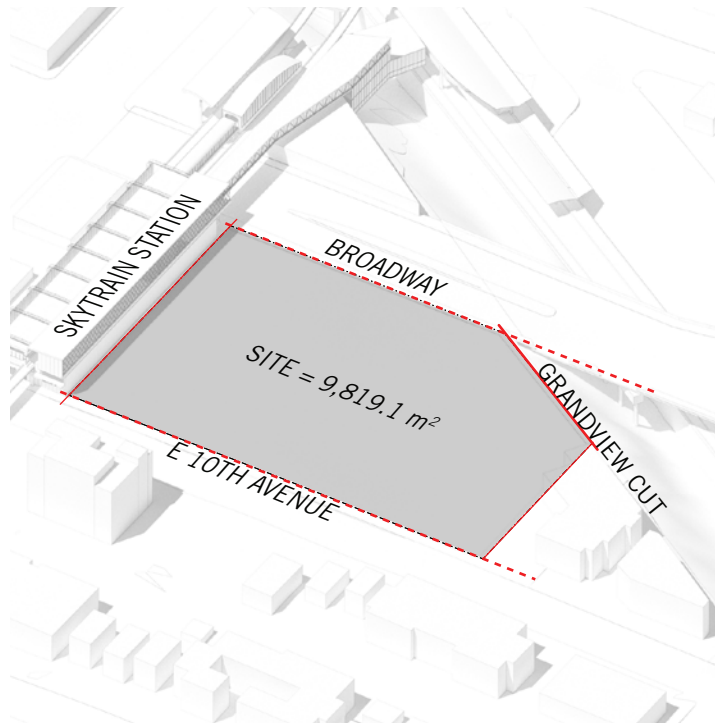 SKYTRAIN STATION
BROADWAY
SITE = 9,819.1 m²
GRANDVIEW CUT
E 10TH AVENUE